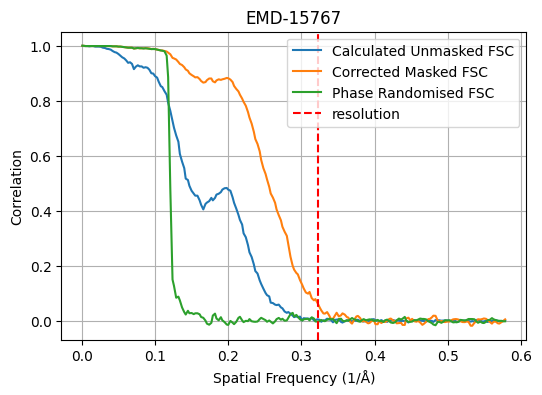 EMD-15767
1.0
0.8
0.6
0.4
0.2
0.0
Correlation
Calculated Unmasked FSC
Corrected Masked FSC
Phase Randomised FSC
resolution
0.0 0.1 0.2 0.3 0.4 0.5 0.6
Spatial Frequency (1/Å)